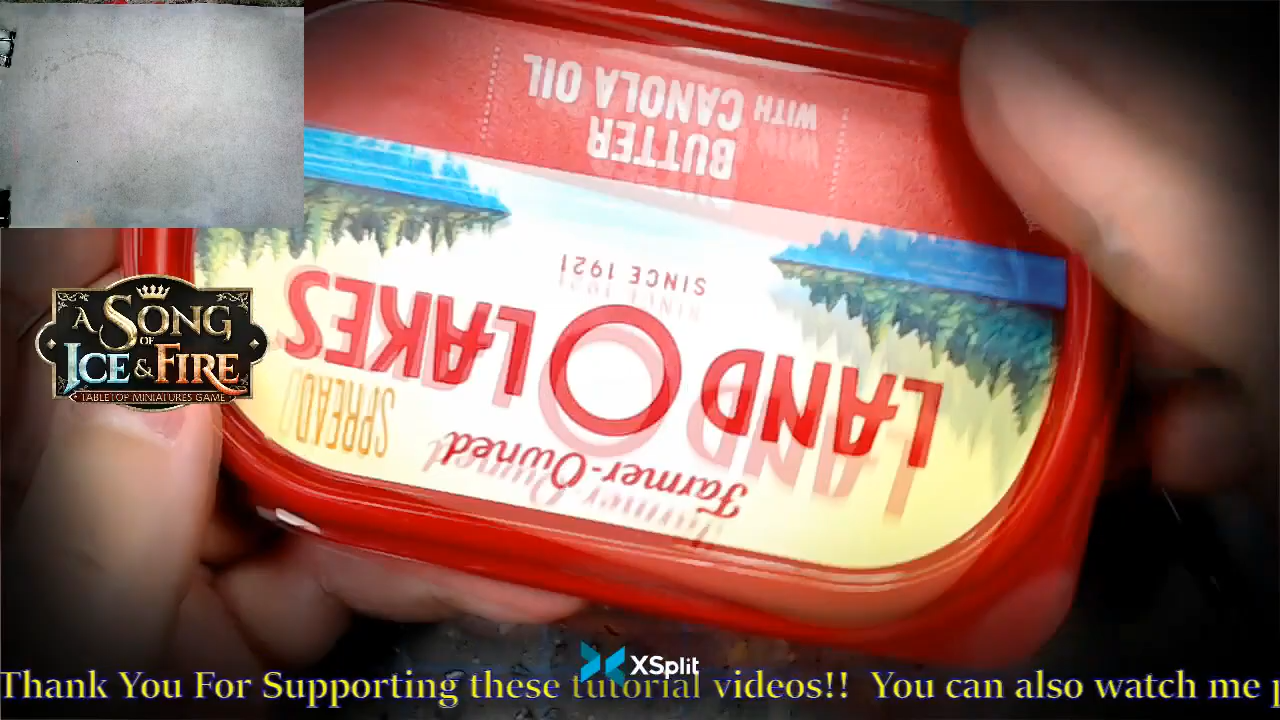 WITH CANOLA OIL
BUTTER
SINCE 1921
LAND O LAKES
SPREAD
Farmer-Owned
A SONG
OF
ICE & FIRE
TABLETOP MINIATURES GAME
XSplit
Thank You For Supporting these tutorial videos!! You can also watch me